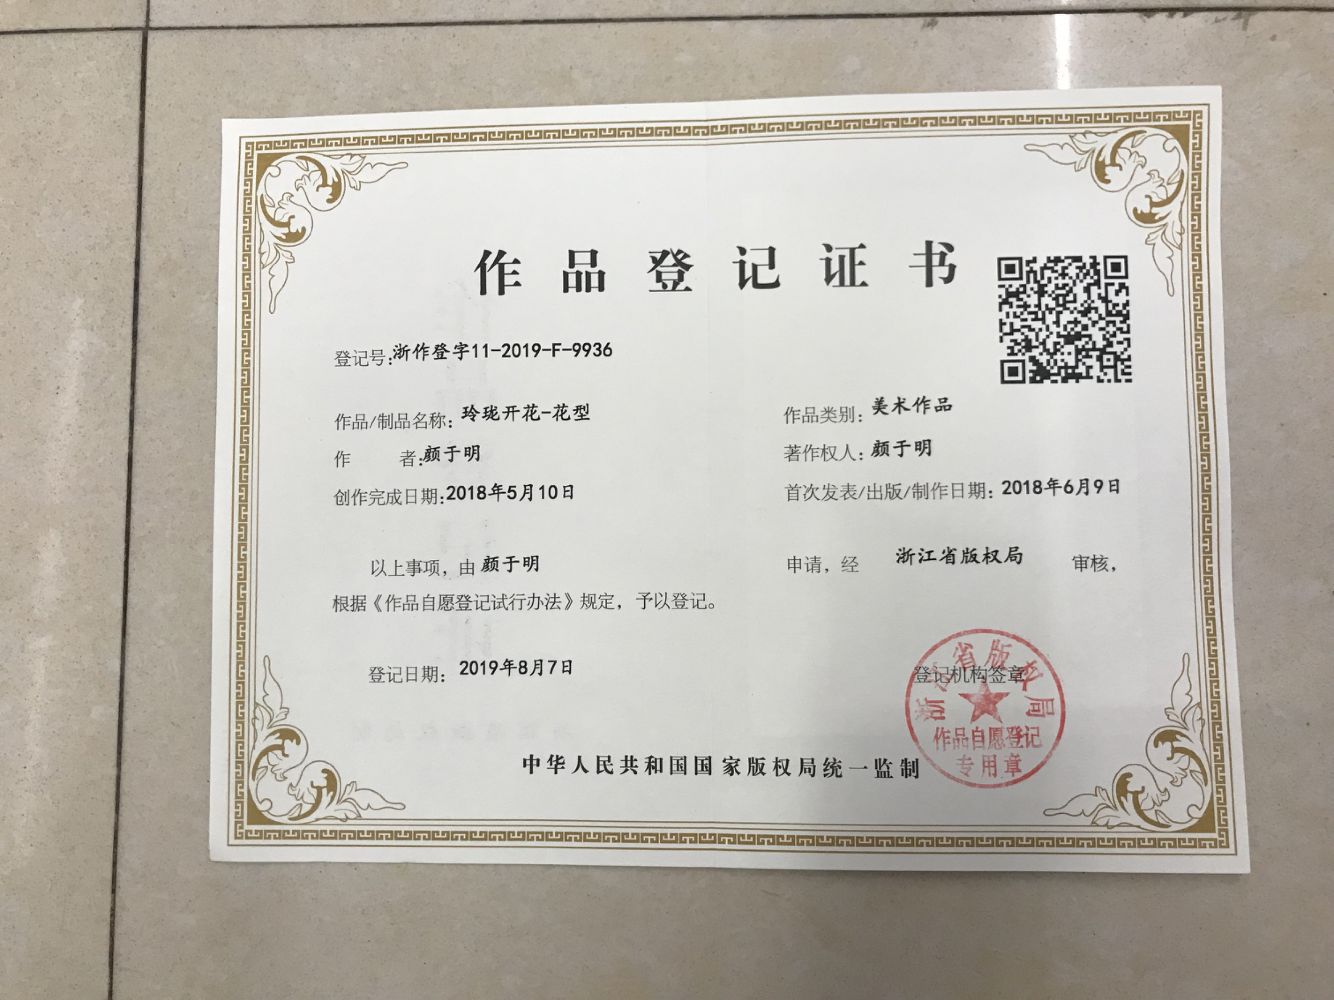 作品登记证书
登记号:浙作登字11-2019-F-9936
作品/制品名称: 玲珑开花-花型 作品类别: 美术作品
作 者:颜于明 著作权人: 颜于明
创作完成日期:2018年5月10日 首次发表/出版/制作日期: 2018年6月9日
以上事项，由 颜于明 申请，经 浙江省版权局 审核，
根据《作品自愿登记试行办法》规定，予以登记。
登记日期: 2019年8月7日 登记机构签章
浙江省版权局
作品自愿登记
专用章
中华人民共和国国家版权局统一监制